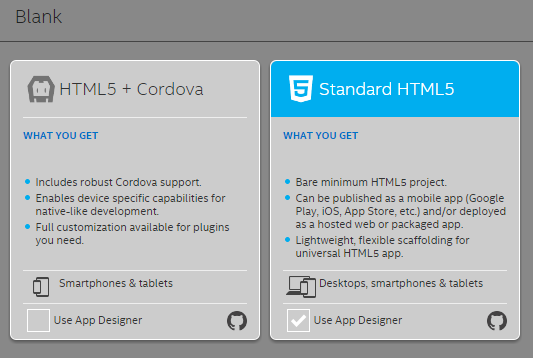 Blank
HTML5 + Cordova
WHAT YOU GET
Includes robust Cordova support.
Enables device specific capabilities for
native-like development.
Full customization available for plugins
you need.
Smartphones & tablets
Use App Designer
Standard HTML5
WHAT YOU GET
Bare minimum HTML5 project.
Can be published as a mobile app (Google
Play, iOS, App Store, etc.) and/or deployed
as a hosted web or packaged app.
Lightweight, flexible scaffolding for
universal HTML5 app.
Desktops, smartphones & tablets
Use App Designer